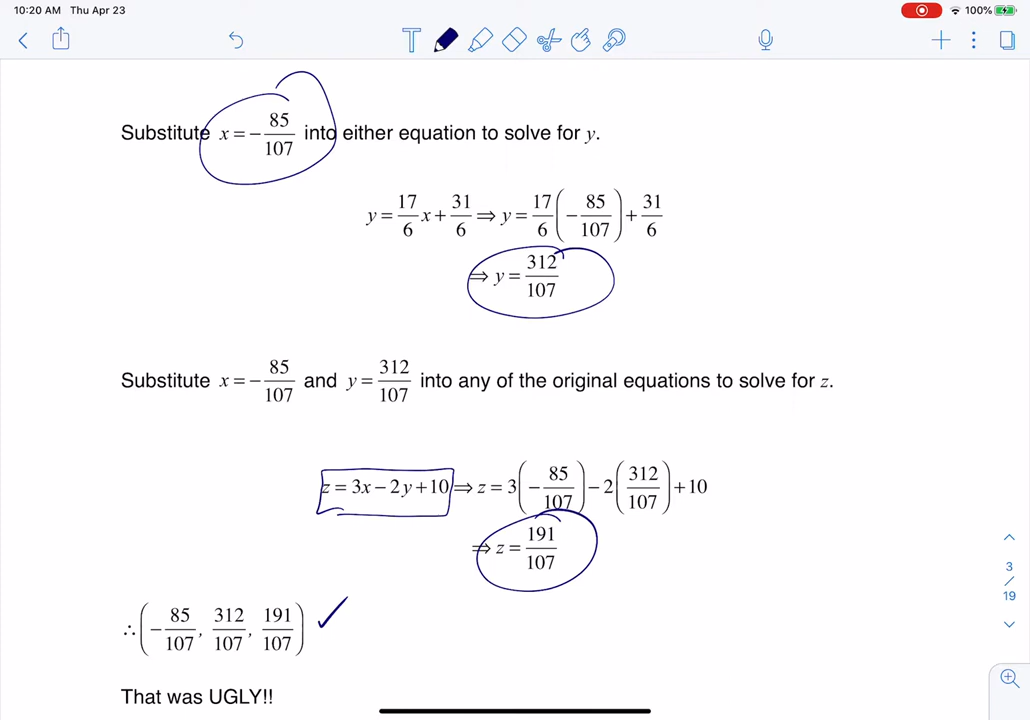 10:20 AM Thu Apr 23 100%
Substitute x = −85/107 into either equation to solve for y.
y = 17/6 x + 31/6 ⇒ y = 17/6 (−85/107) + 31/6
⇒ y = 312/107
Substitute x = −85/107 and y = 312/107 into any of the original equations to solve for z.
z = 3x − 2y + 10 ⇒ z = 3(−85/107) − 2(312/107) + 10
⇒ z = 191/107
3
/
19
∴ (−85/107, 312/107, 191/107) ✓
That was UGLY!!